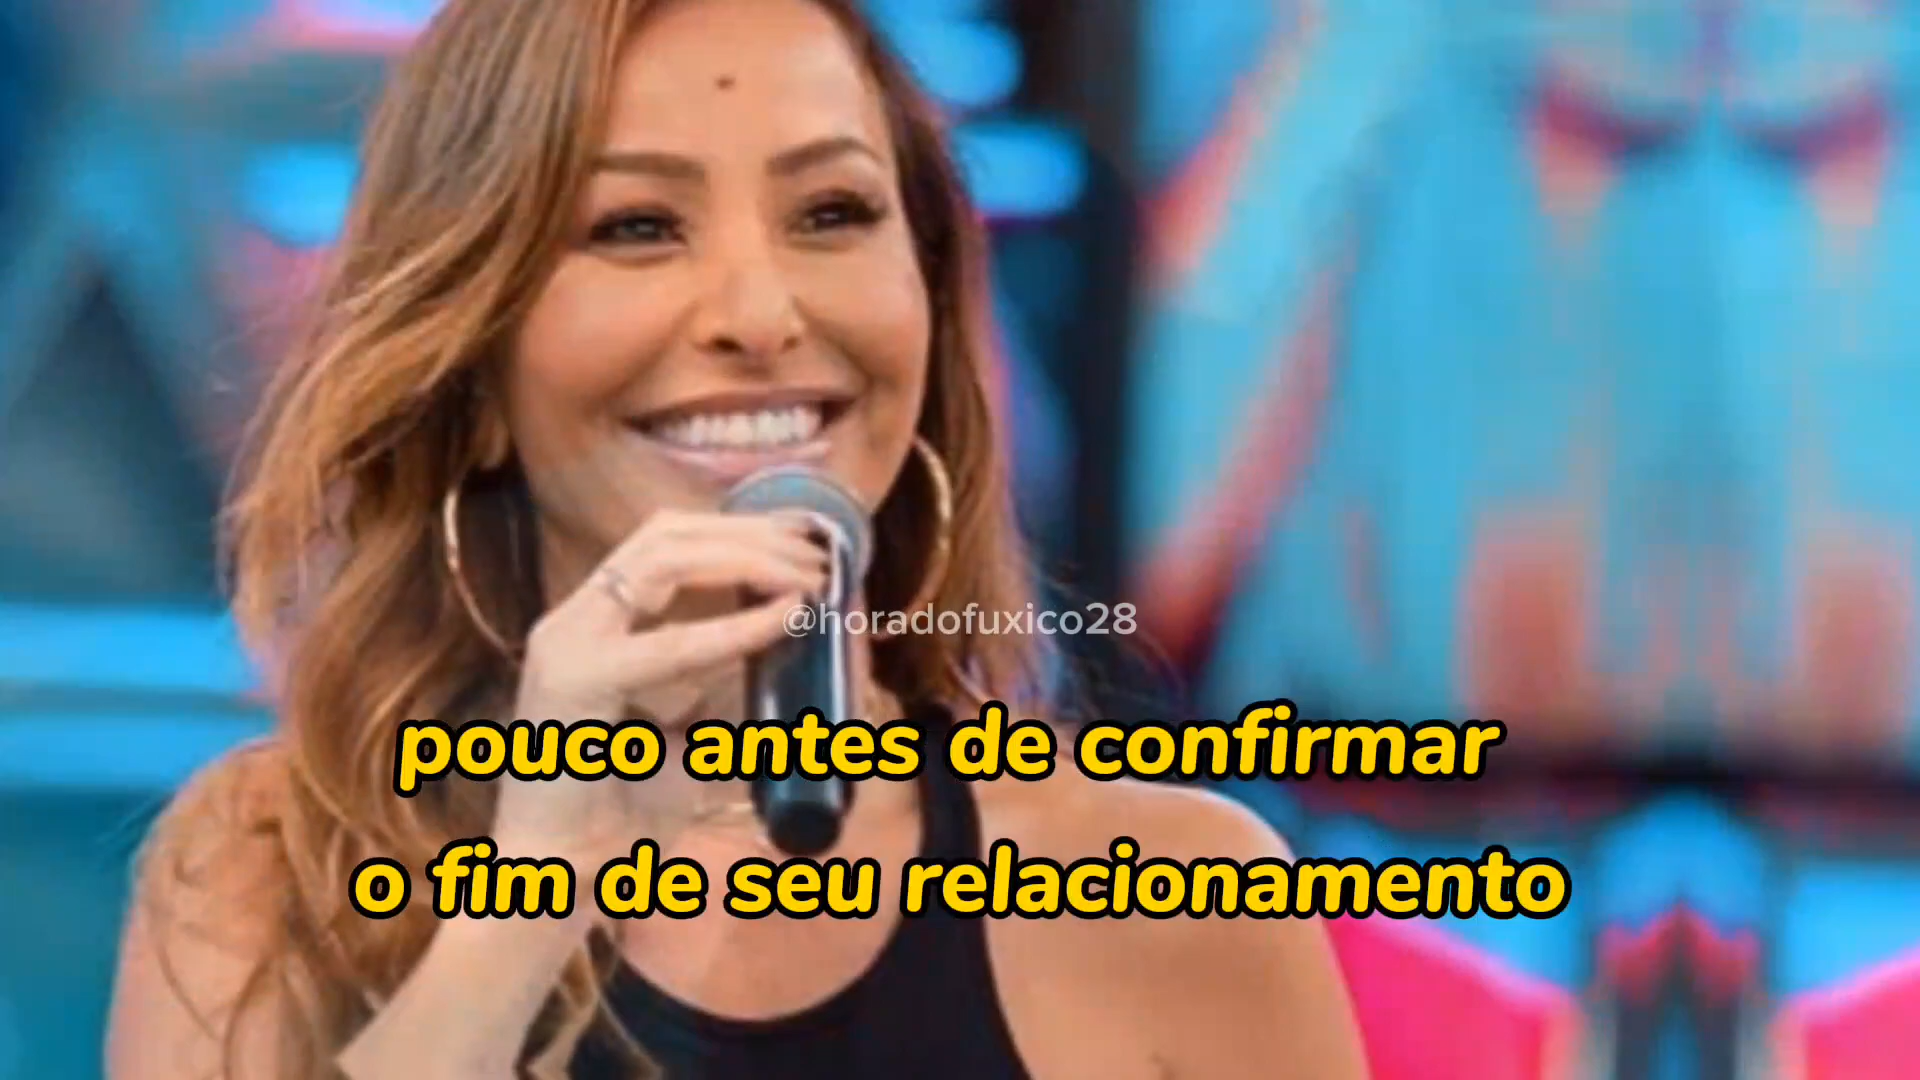 @horadofuxico28
pouco antes de confirmar
o fim de seu relacionamento